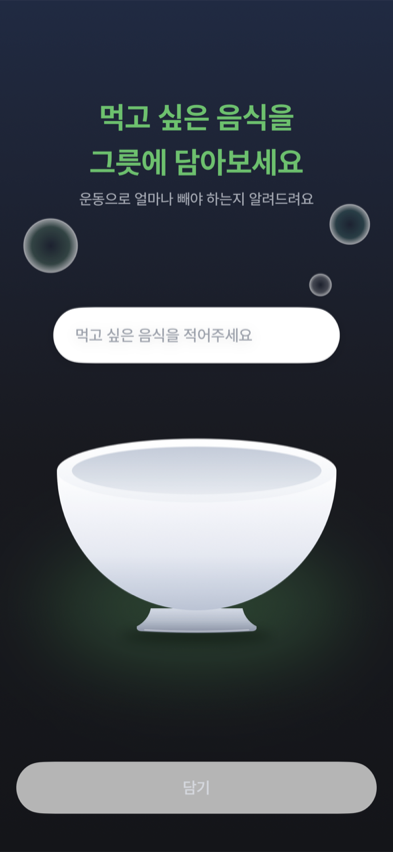 먹고 싶은 음식을
그릇에 담아보세요
운동으로 얼마나 빼야 하는지 알려드려요
먹고 싶은 음식을 적어주세요
담기